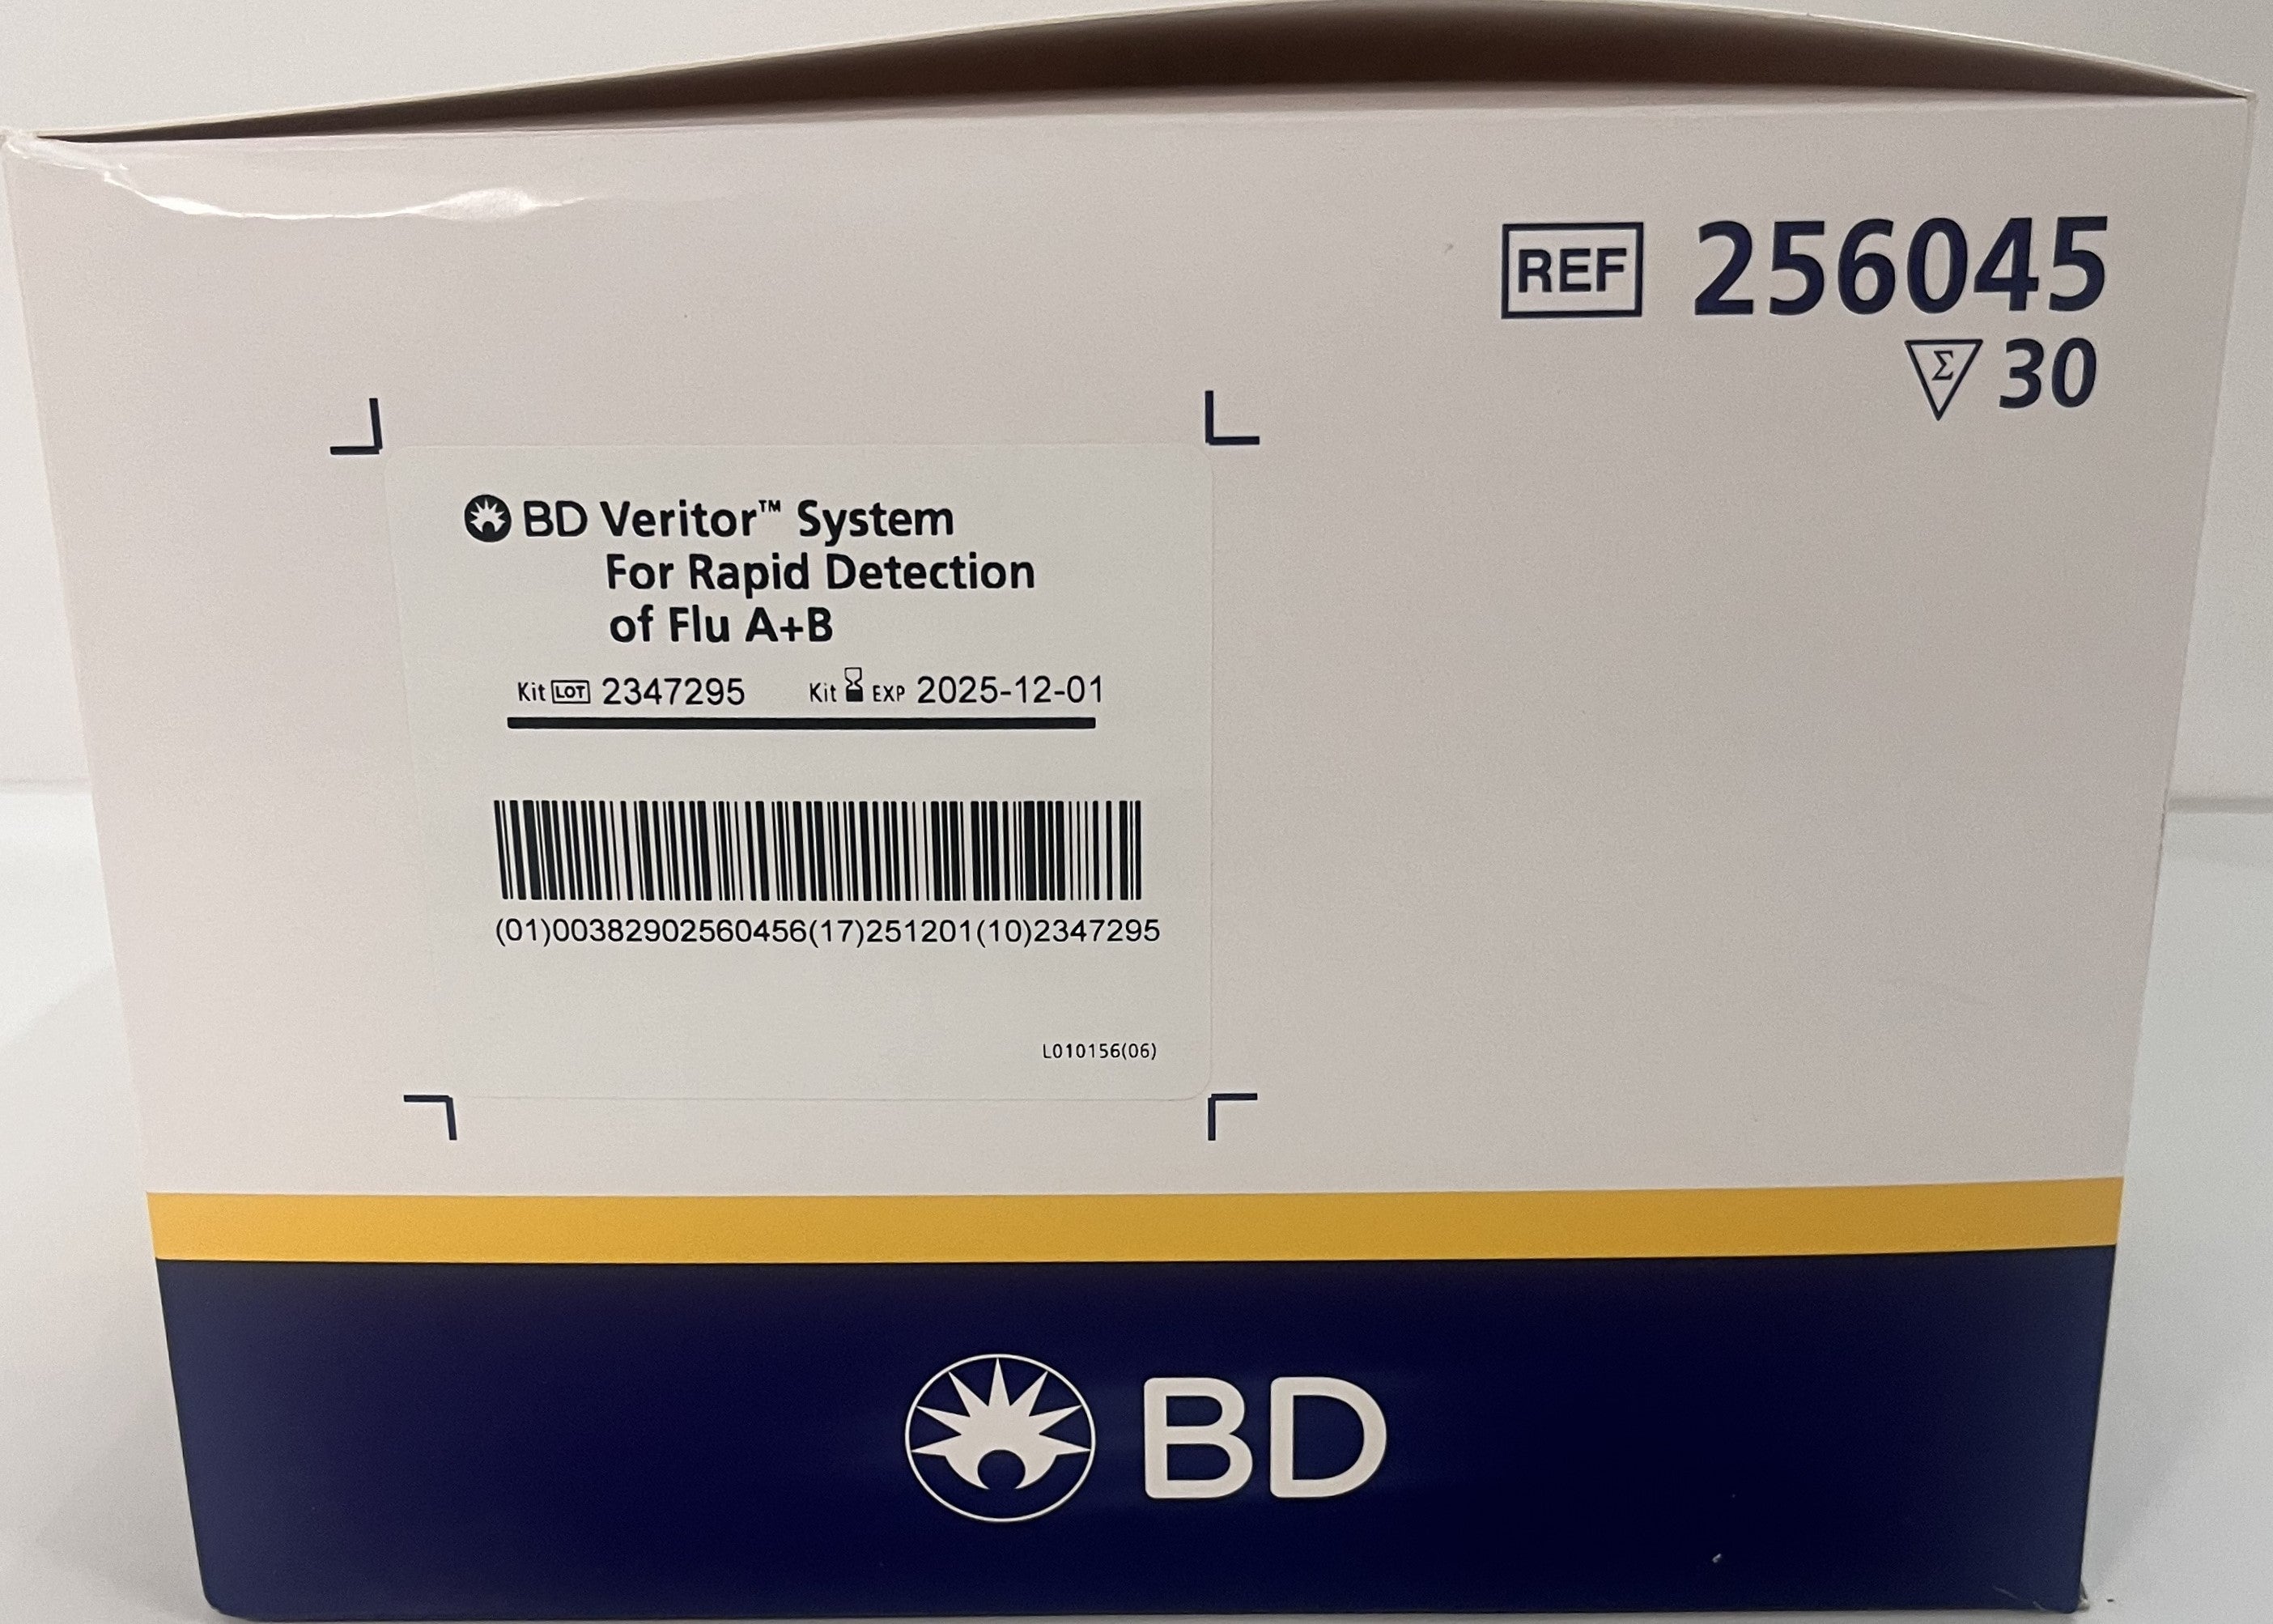 REF 256045
Σ 30
BD Veritor™ System
For Rapid Detection
of Flu A+B
Kit LOT 2347295 Kit EXP 2025-12-01
(01)00382902560456(17)251201(10)2347295
L010156(06)
BD